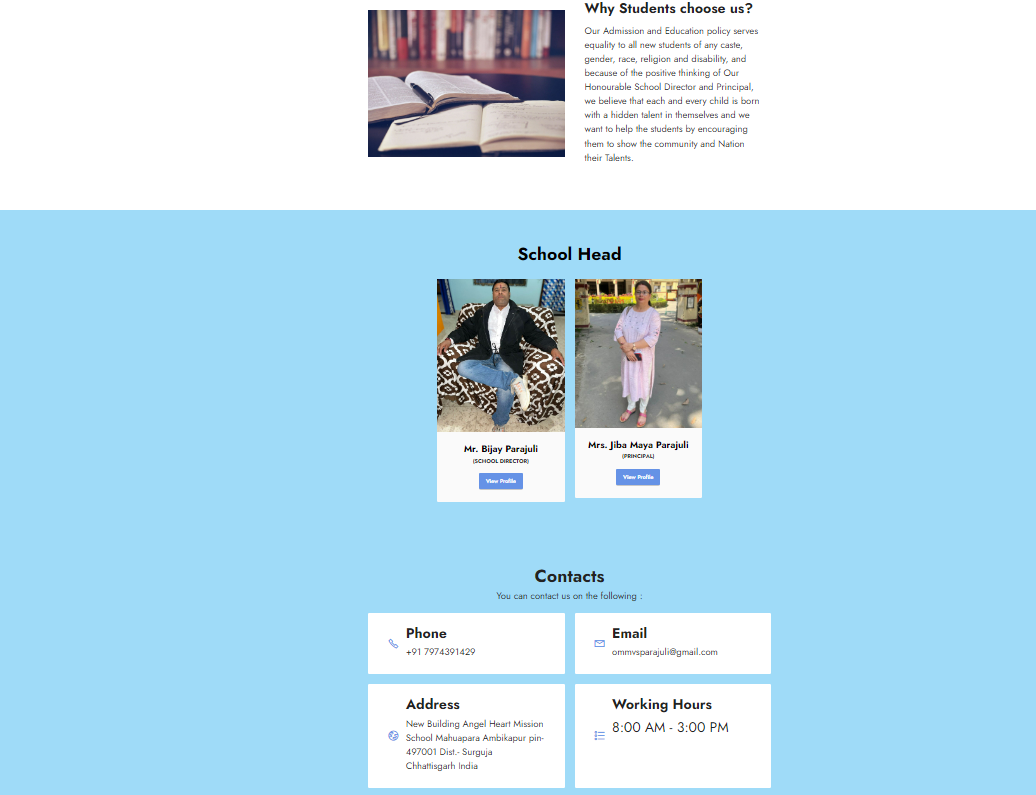 Why Students choose us?
Our Admission and Education policy serves
equality to all new students of any caste,
gender, race, religion and disability, and
because of the positive thinking of Our
Honourable School Director and Principal,
we believe that each and every child is born
with a hidden talent in themselves and we
want to help the students by encouraging
them to show the community and Nation
their Talents.
School Head
Mr. Bijay Parajuli
(SCHOOL DIRECTOR)
View Profile
Mrs. Jiba Maya Parajuli
(PRINCIPAL)
View Profile
Contacts
You can contact us on the following :
Phone
+91 7974391429
Email
ommvsparajuli@gmail.com
Address
New Building Angel Heart Mission
School Mahuapara Ambikapur pin-
497001 Dist.- Surguja
Chhattisgarh India
Working Hours
8:00 AM - 3:00 PM